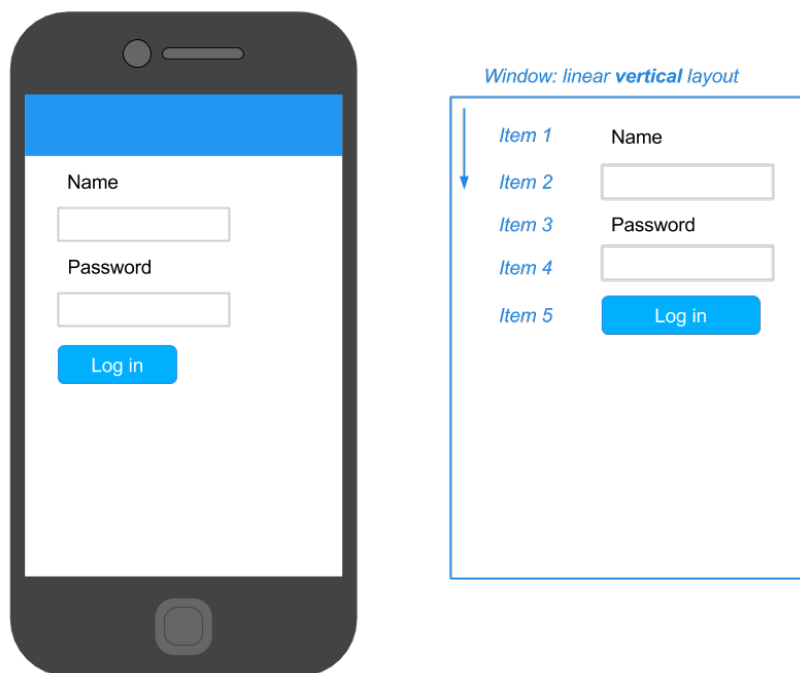 Name
Password
Log in
Window: linear vertical layout
Item 1 Name
Item 2
Item 3 Password
Item 4
Item 5 Log in